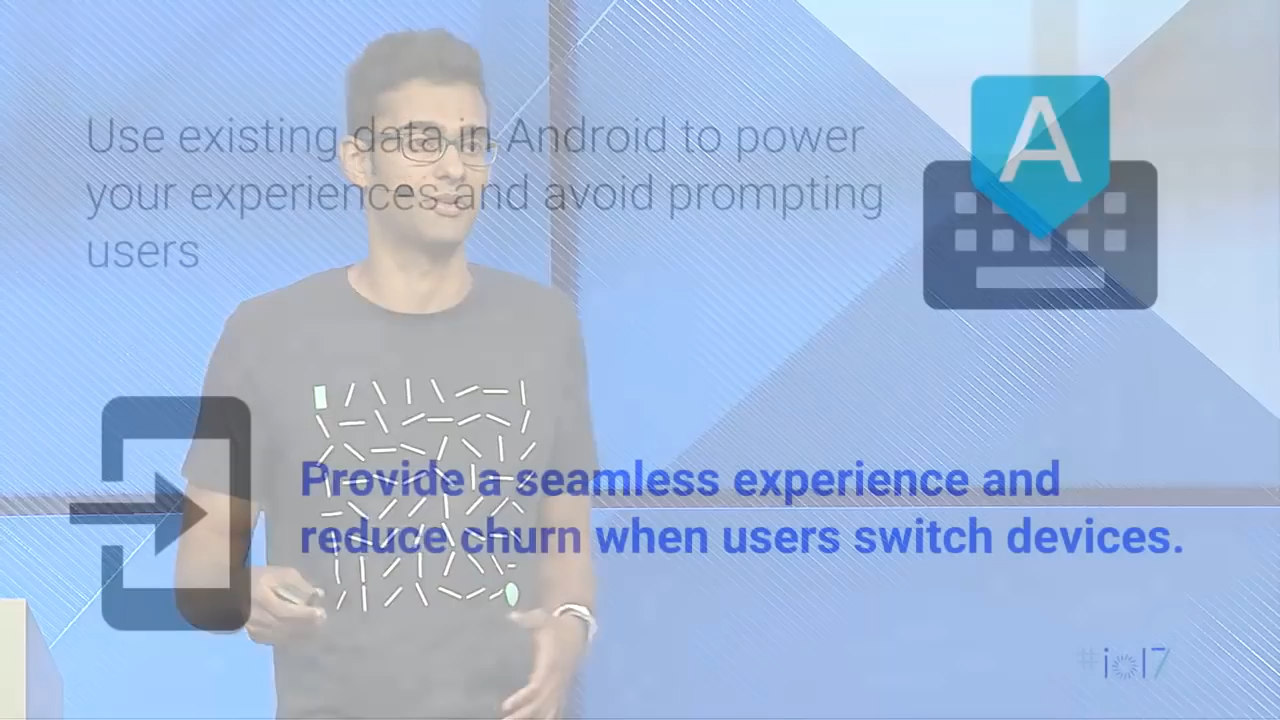 Use existing data in Android to power
your experiences and avoid prompting
users
A
Provide a seamless experience and
reduce churn when users switch devices.
#io17